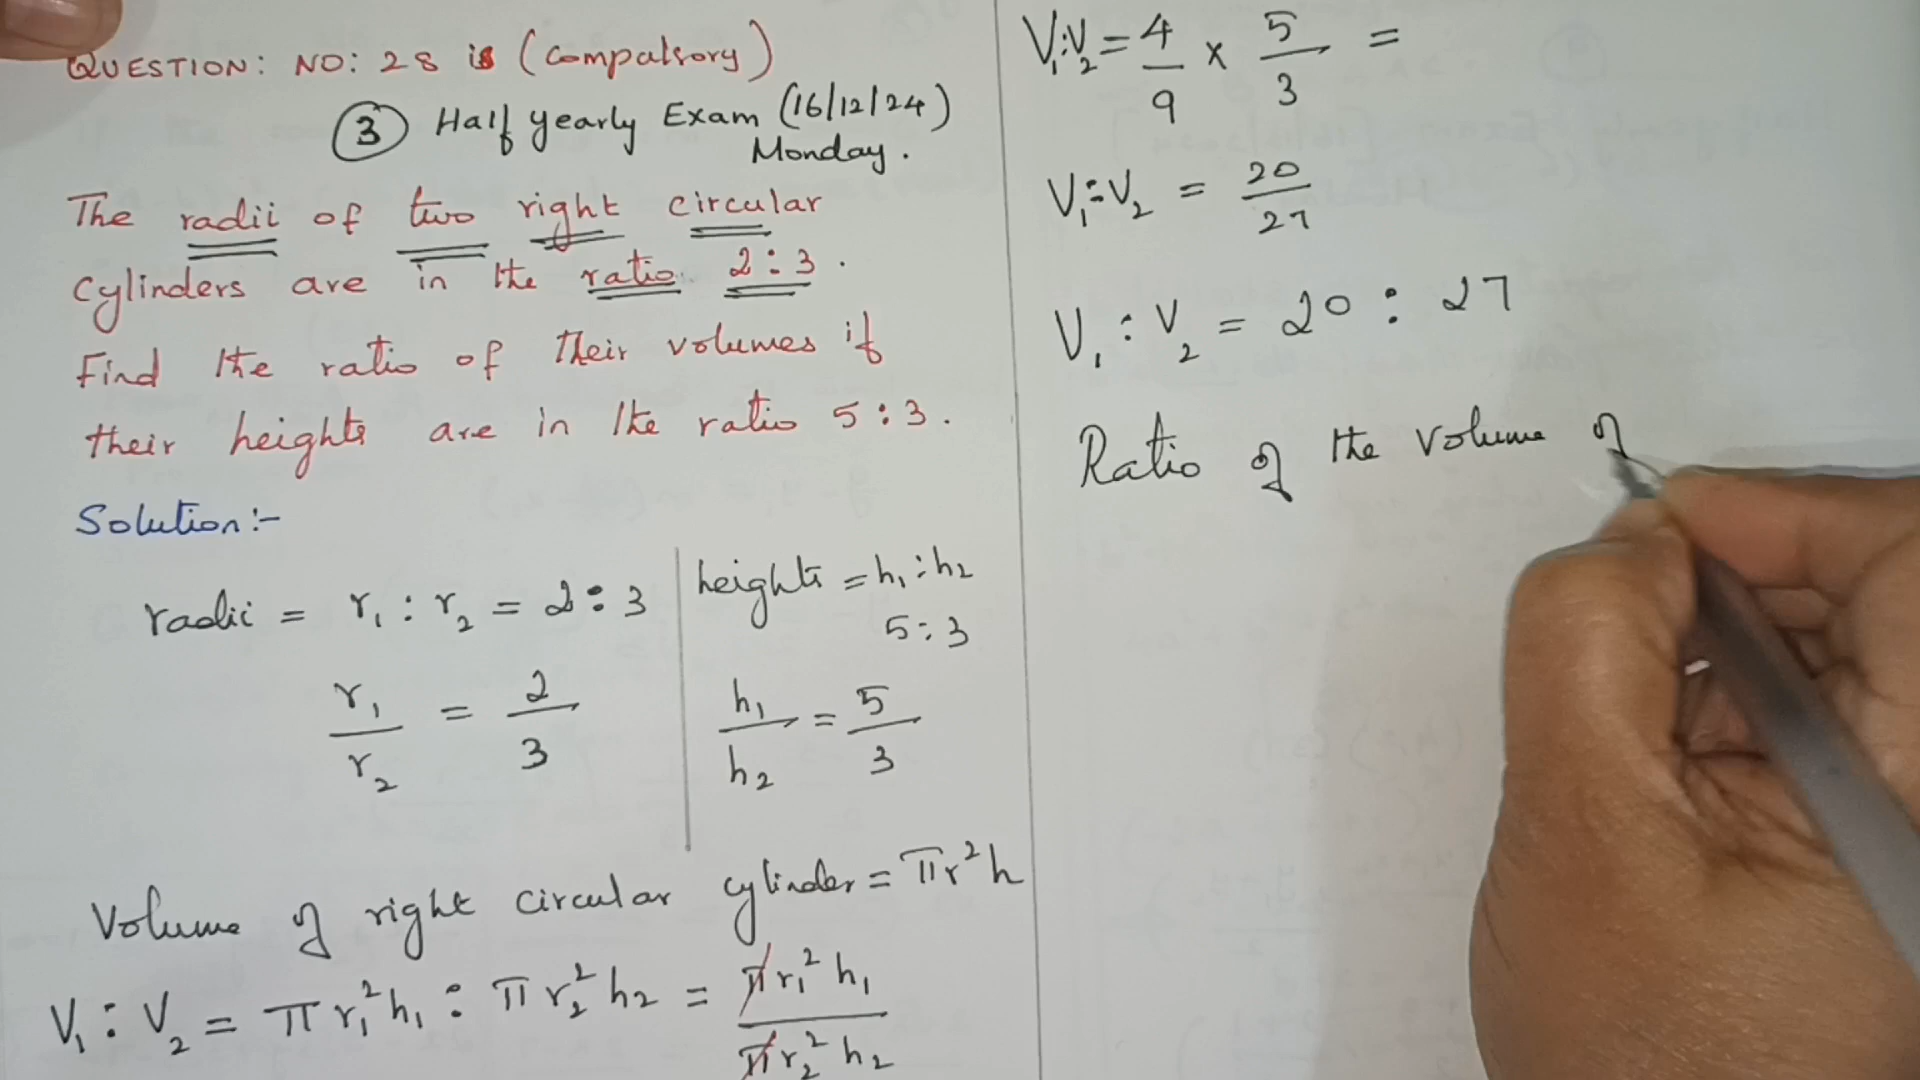 QUESTION: NO: 28 is (Compulsory)
3 Half yearly Exam (16/12/24)
Monday.
The radii of two right circular
cylinders are in the ratio 2:3.
Find the ratio of their volumes if
their heights are in the ratio 5:3.
Solution:-
radii = r₁ : r₂ = 2:3
r₁/r₂ = 2/3
heights = h₁:h₂
5:3
h₁/h₂ = 5/3
Volume of right circular cylinder = πr²h
V₁ : V₂ = πr₁²h₁ : πr₂²h₂ = πr₁²h₁/πr₂²h₂
V₁:V₂ = 4/9 × 5/3 =
V₁:V₂ = 20/27
V₁ : V₂ = 20 : 27
Ratio of the volume of